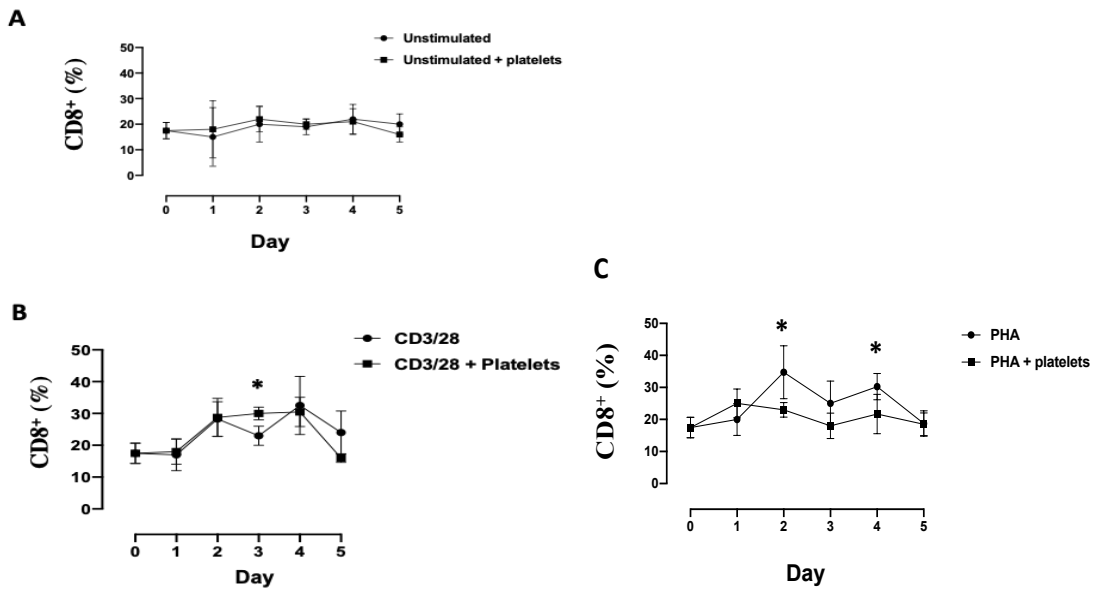 A
Unstimulated
Unstimulated + platelets
CD8+ (%)
50
40
30
20
10
0
0 1 2 3 4 5
Day
B
CD3/28
CD3/28 + Platelets
CD8+ (%)
50
40
30
20
10
0
*
0 1 2 3 4 5
Day
C
PHA
PHA + platelets
CD8+ (%)
50
40
30
20
10
0
* *
0 1 2 3 4 5
Day